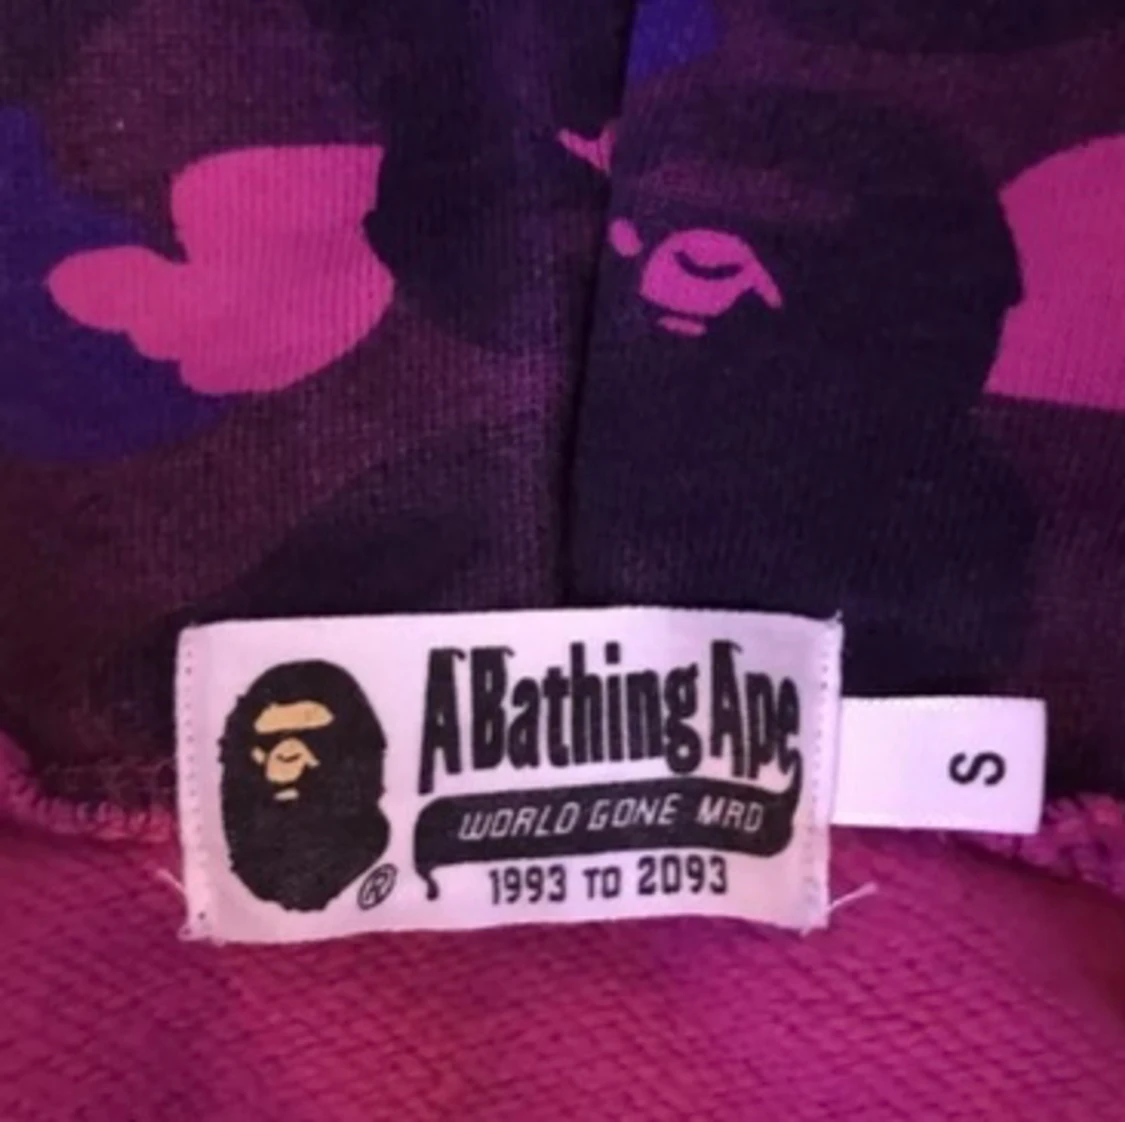 A Bathing Ape
WORLD GONE MAD
1993 TO 2093
®
S